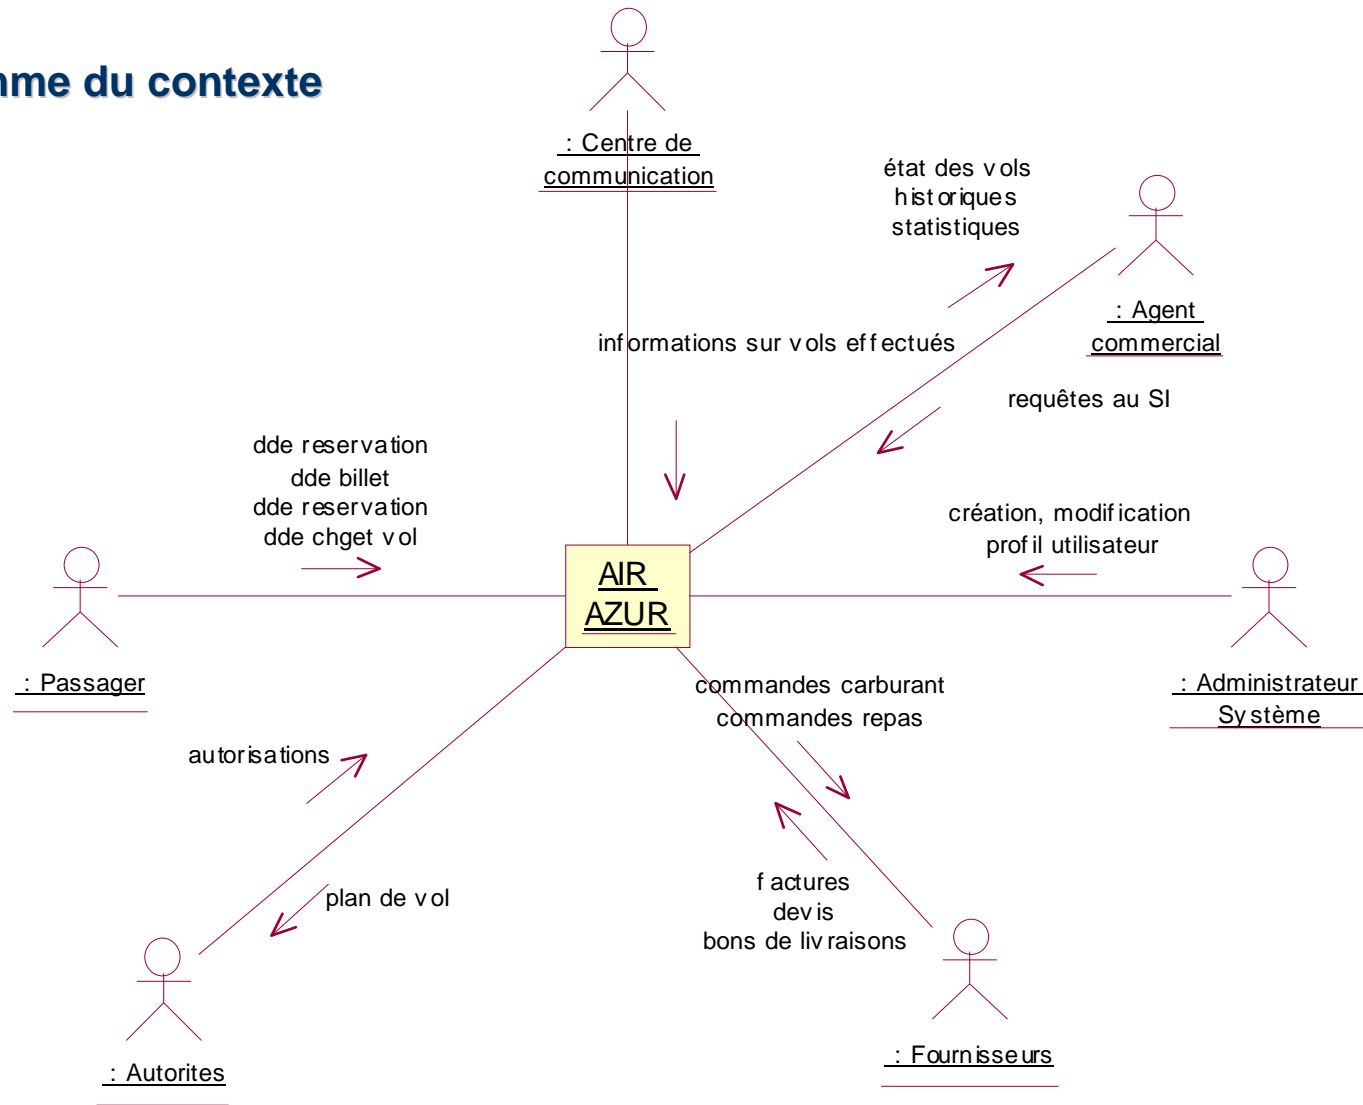 mme du contexte
: Centre de
communication
état des vols
historiques
statistiques
: Agent
commercial
informations sur vols effectués
requêtes au SI
dde reservation
dde billet
dde reservation
dde chget vol
création, modification
profil utilisateur
AIR
AZUR
: Passager
: Administrateur
Système
commandes carburant
commandes repas
autorisations
plan de vol
factures
devis
bons de livraisons
: Autorites
: Fournisseurs